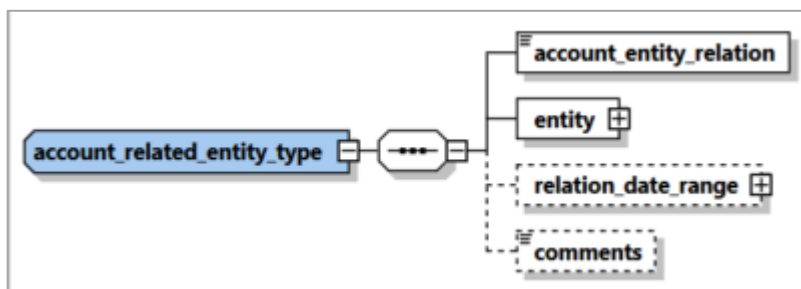 account_entity_relation
entity
account_related_entity_type
relation_date_range
comments